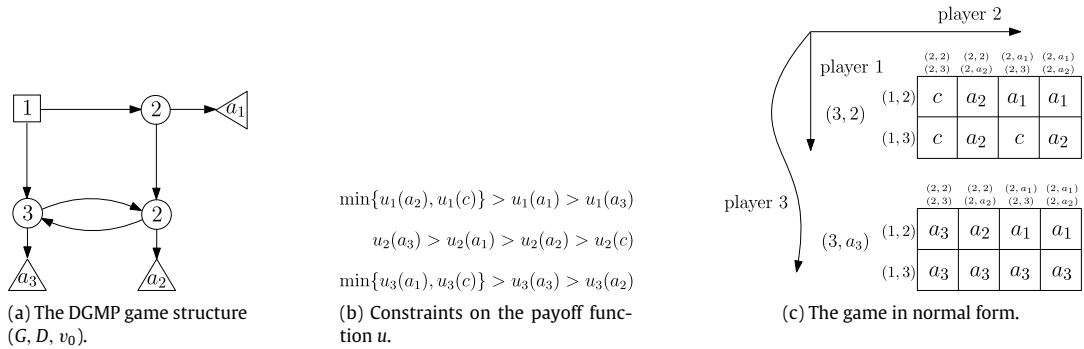 1
2
a₁
3
2
a₃
a₂
(a) The DGMP game structure
(G, D, v₀).
min{u₁(a₂), u₁(c)} > u₁(a₁) > u₁(a₃)
u₂(a₃) > u₂(a₁) > u₂(a₂) > u₂(c)
min{u₃(a₁), u₃(c)} > u₃(a₃) > u₃(a₂)
(b) Constraints on the payoff func-
tion u.
player 2
player 1
(2, 2) (2, 2) (2, a₁) (2, a₁)
(2, 3) (2, a₂) (2, 3) (2, a₂)
(3, 2)
(1, 2) c a₂ a₁ a₁
(1, 3) c a₂ c a₂
player 3
(2, 2) (2, 2) (2, a₁) (2, a₁)
(2, 3) (2, a₂) (2, 3) (2, a₂)
(3, a₃)
(1, 2) a₃ a₂ a₁ a₁
(1, 3) a₃ a₃ a₃ a₃
(c) The game in normal form.